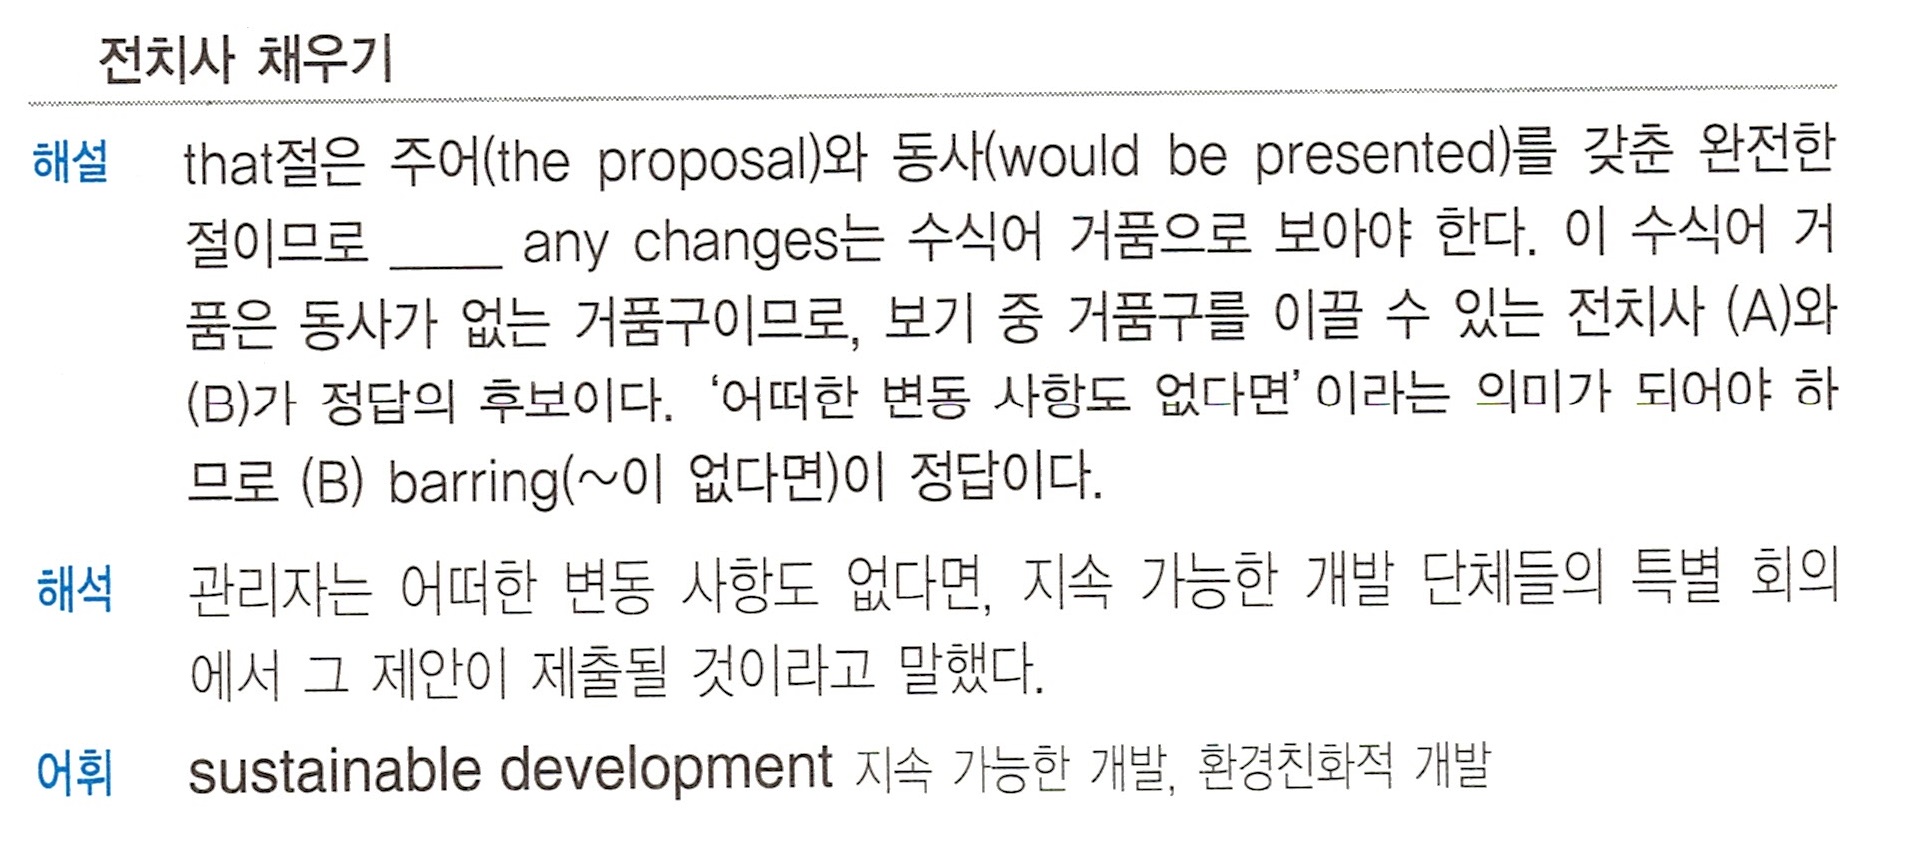 전치사 채우기
해설 that절은 주어(the proposal)와 동사(would be presented)를 갖춘 완전한
절이므로 ____ any changes는 수식어 거품으로 보아야 한다. 이 수식어 거
품은 동사가 없는 거품구이므로, 보기 중 거품구를 이끌 수 있는 전치사 (A)와
(B)가 정답의 후보이다. ‘어떠한 변동 사항도 없다면’이라는 의미가 되어야 하
므로 (B) barring(~이 없다면)이 정답이다.
해석 관리자는 어떠한 변동 사항도 없다면, 지속 가능한 개발 단체들의 특별 회의
에서 그 제안이 제출될 것이라고 말했다.
어휘 sustainable development 지속 가능한 개발, 환경친화적 개발